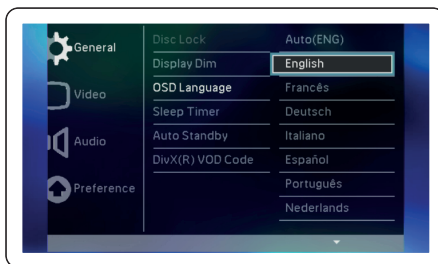 General
Video
Audio
Preference
Disc Lock
Display Dim
OSD Language
Sleep Timer
Auto Standby
DivX(R) VOD Code
Auto(ENG)
English
Francês
Deutsch
Italiano
Español
Português
Nederlands